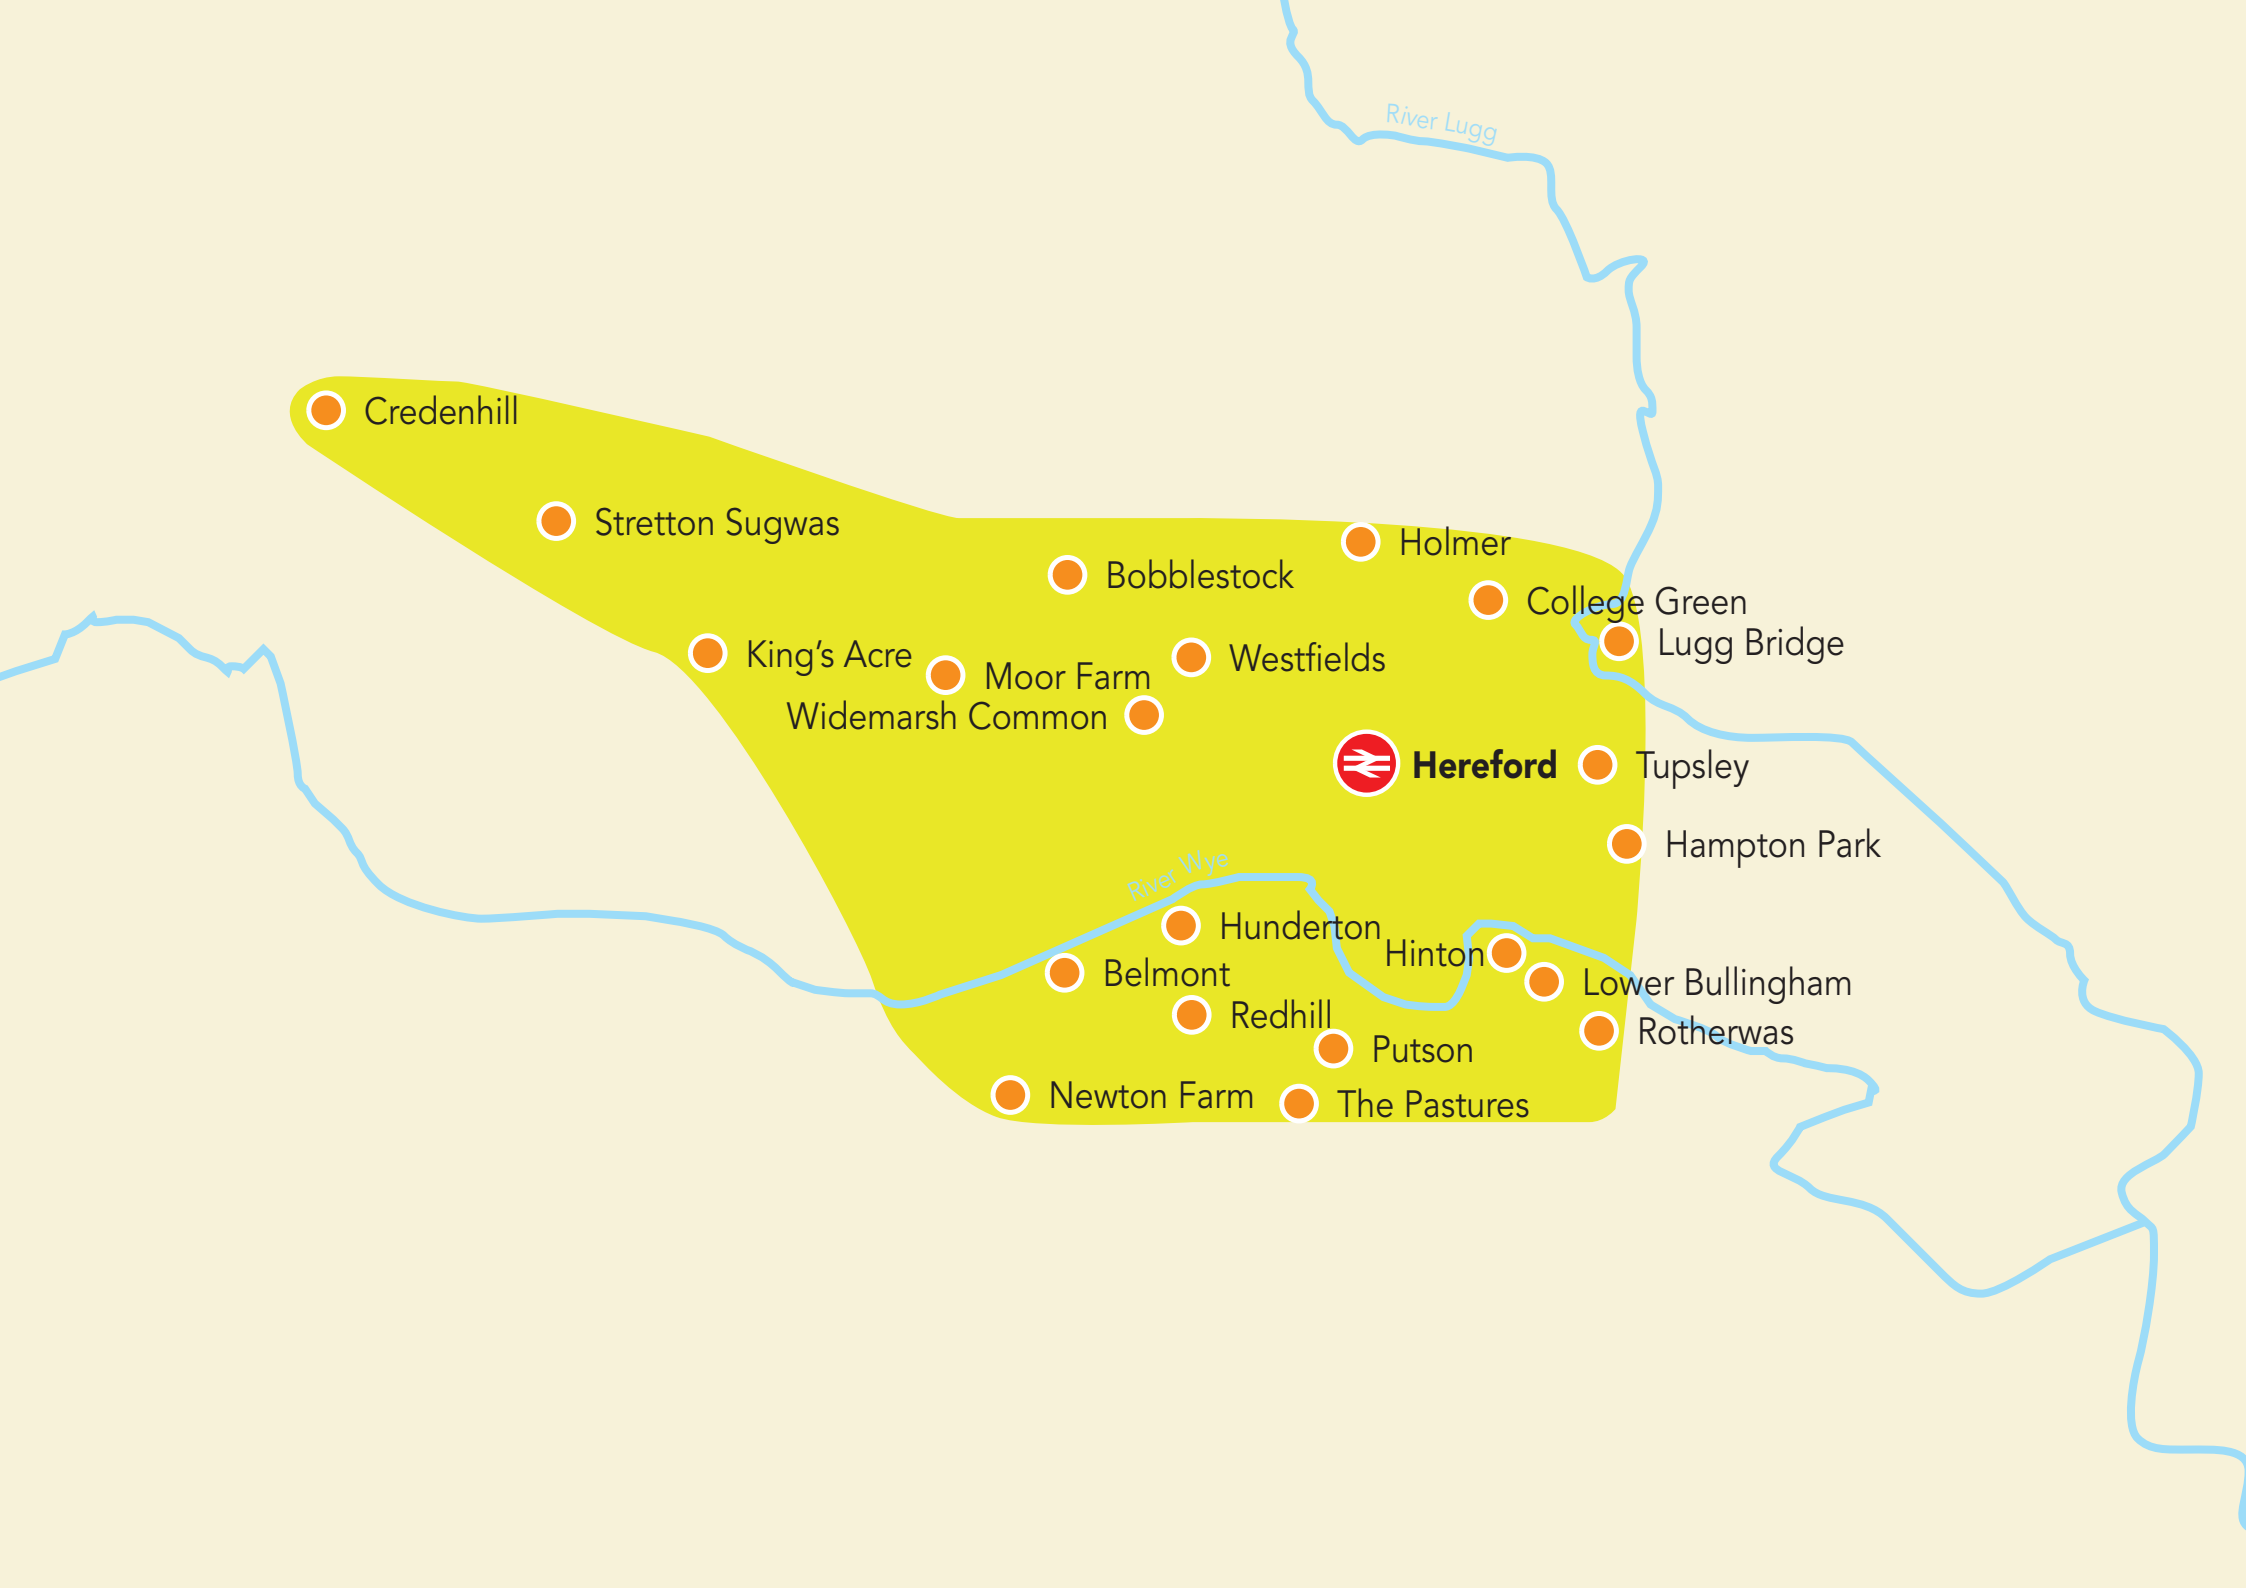 River Lugg
Credenhill
Stretton Sugwas
Holmer
Bobblestock
College Green
Lugg Bridge
King’s Acre
Westfields
Moor Farm
Widemarsh Common
Hereford
Tupsley
Hampton Park
River Wye
Hunderton
Hinton
Belmont
Lower Bullingham
Redhill
Rotherwas
Putson
Newton Farm
The Pastures